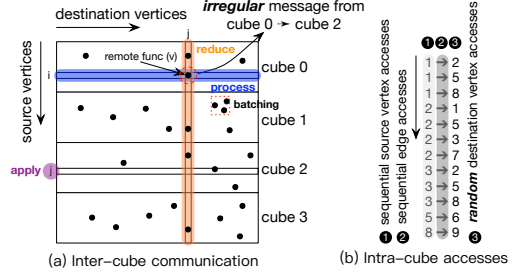 destination vertices
irregular message from
cube 0 → cube 2
j
reduce
remote func (v)
cube 0
i
process
source vertices
batching
cube 1
apply
j
cube 2
cube 3
(a) Inter-cube communication
❶ ❷ ❸
1 → 2
1 → 5
1 → 8
2 → 1
2 → 5
2 → 3
2 → 7
3 → 2
3 → 5
3 → 8
5 → 6
8 → 9
❶ sequential source vertex accesses
❷ sequential edge accesses
❸ random destination vertex accesses
(b) Intra-cube accesses